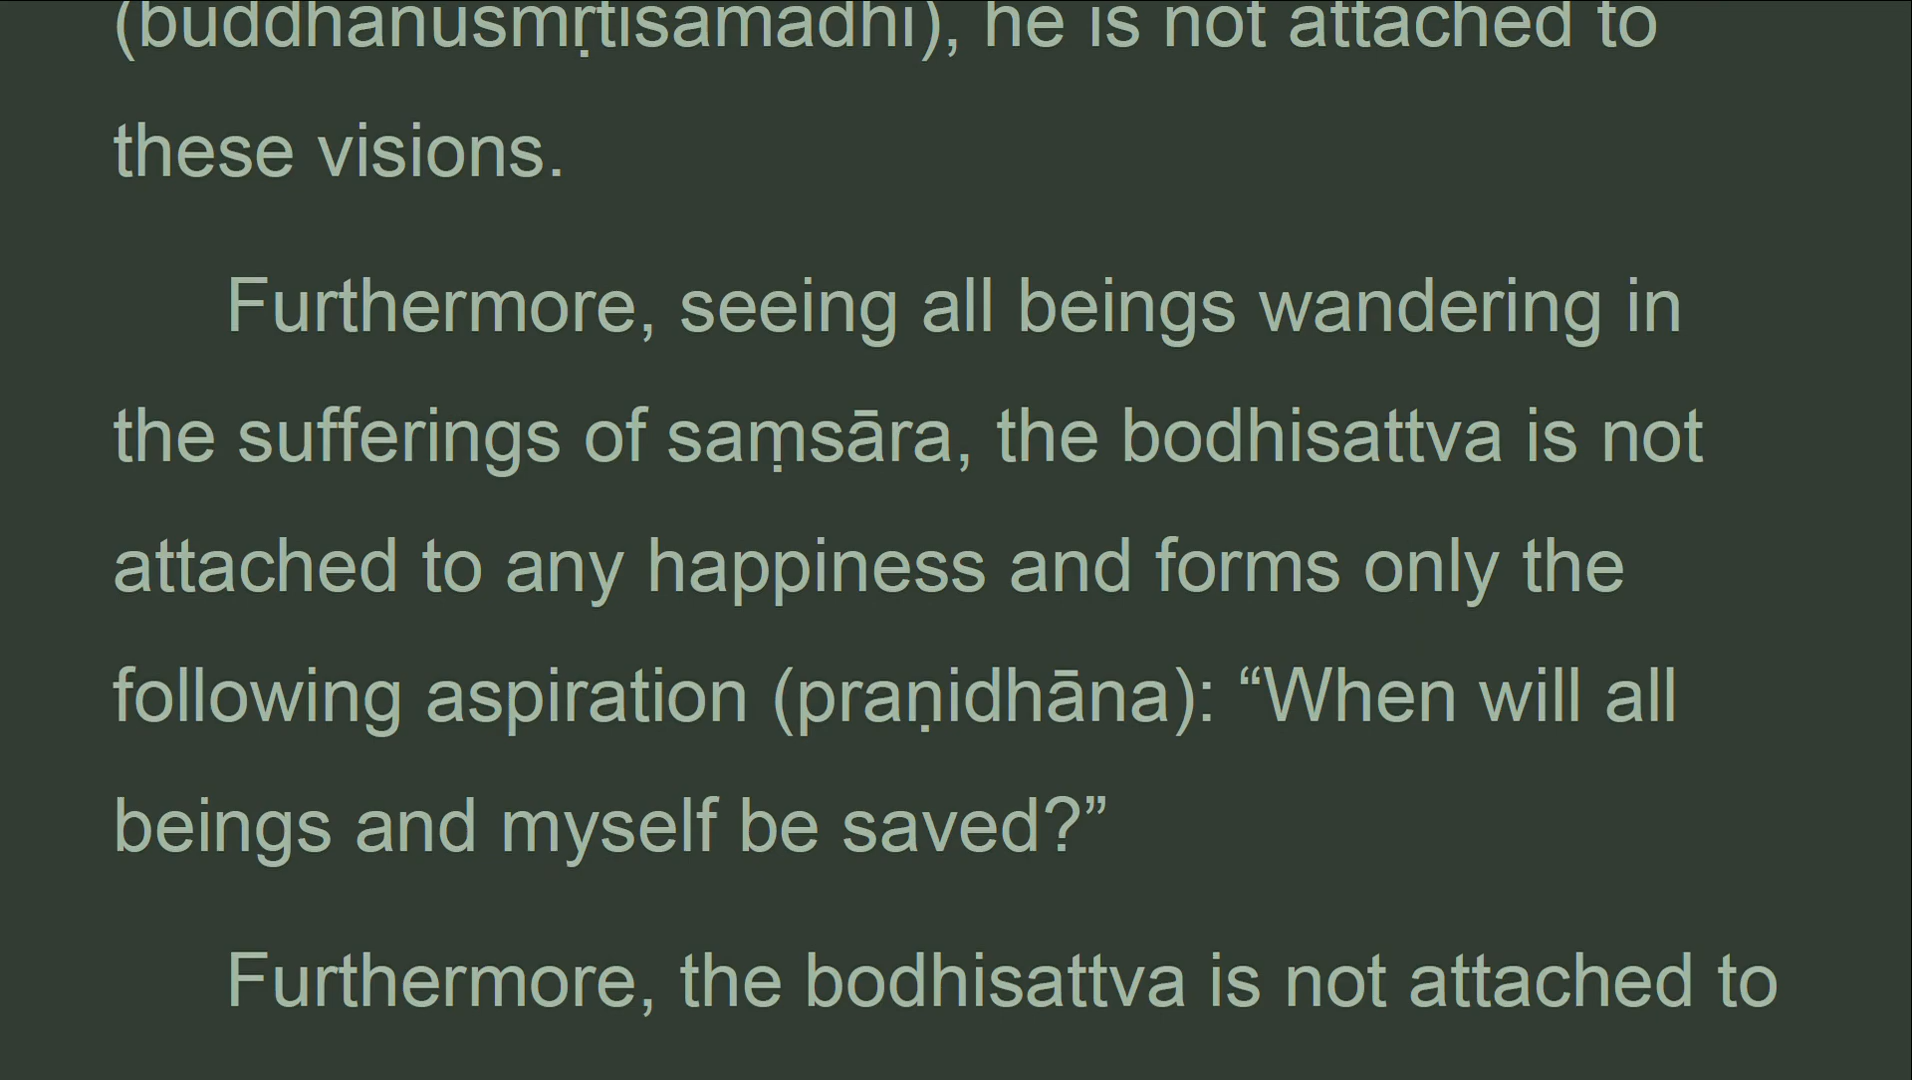 (buddhānusmṛtisamādhi), he is not attached to
these visions.
Furthermore, seeing all beings wandering in
the sufferings of saṃsāra, the bodhisattva is not
attached to any happiness and forms only the
following aspiration (praṇidhāna): “When will all
beings and myself be saved?”
Furthermore, the bodhisattva is not attached to